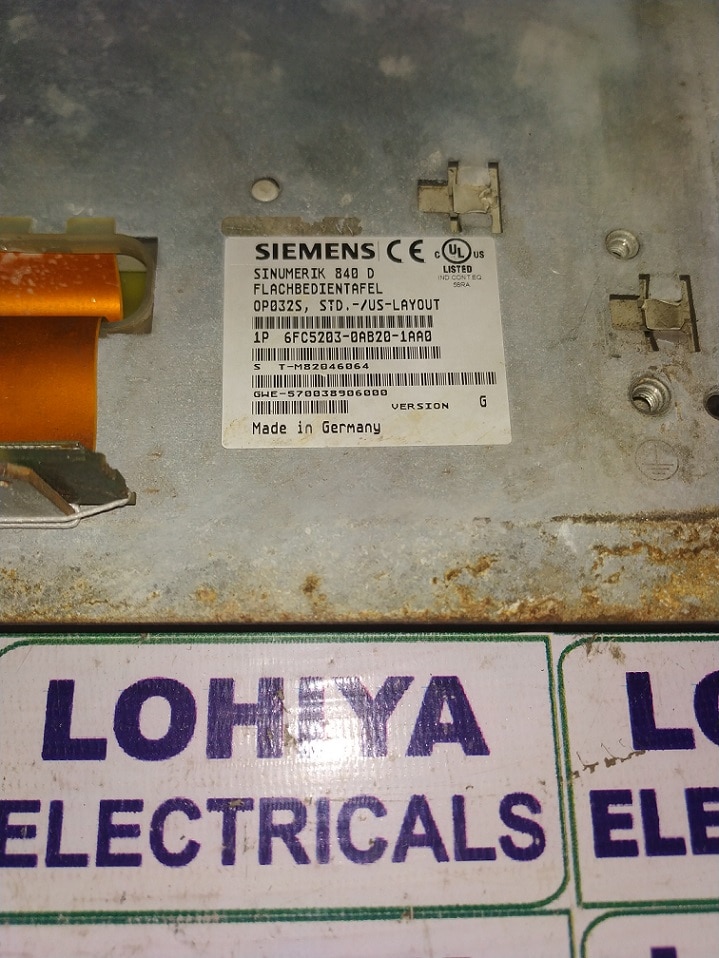 SIEMENS CE C UL US
LISTED
IND.CONT.EQ.
58RA
SINUMERIK 840 D
FLACHBEDIENTAFEL
OP032S, STD.-/US-LAYOUT
1P 6FC5203-0AB20-1AA0
S T-M82046064
GWE-570038906000
VERSION G
Made in Germany
LOHIYA
ELECTRICALS
LO
ELE